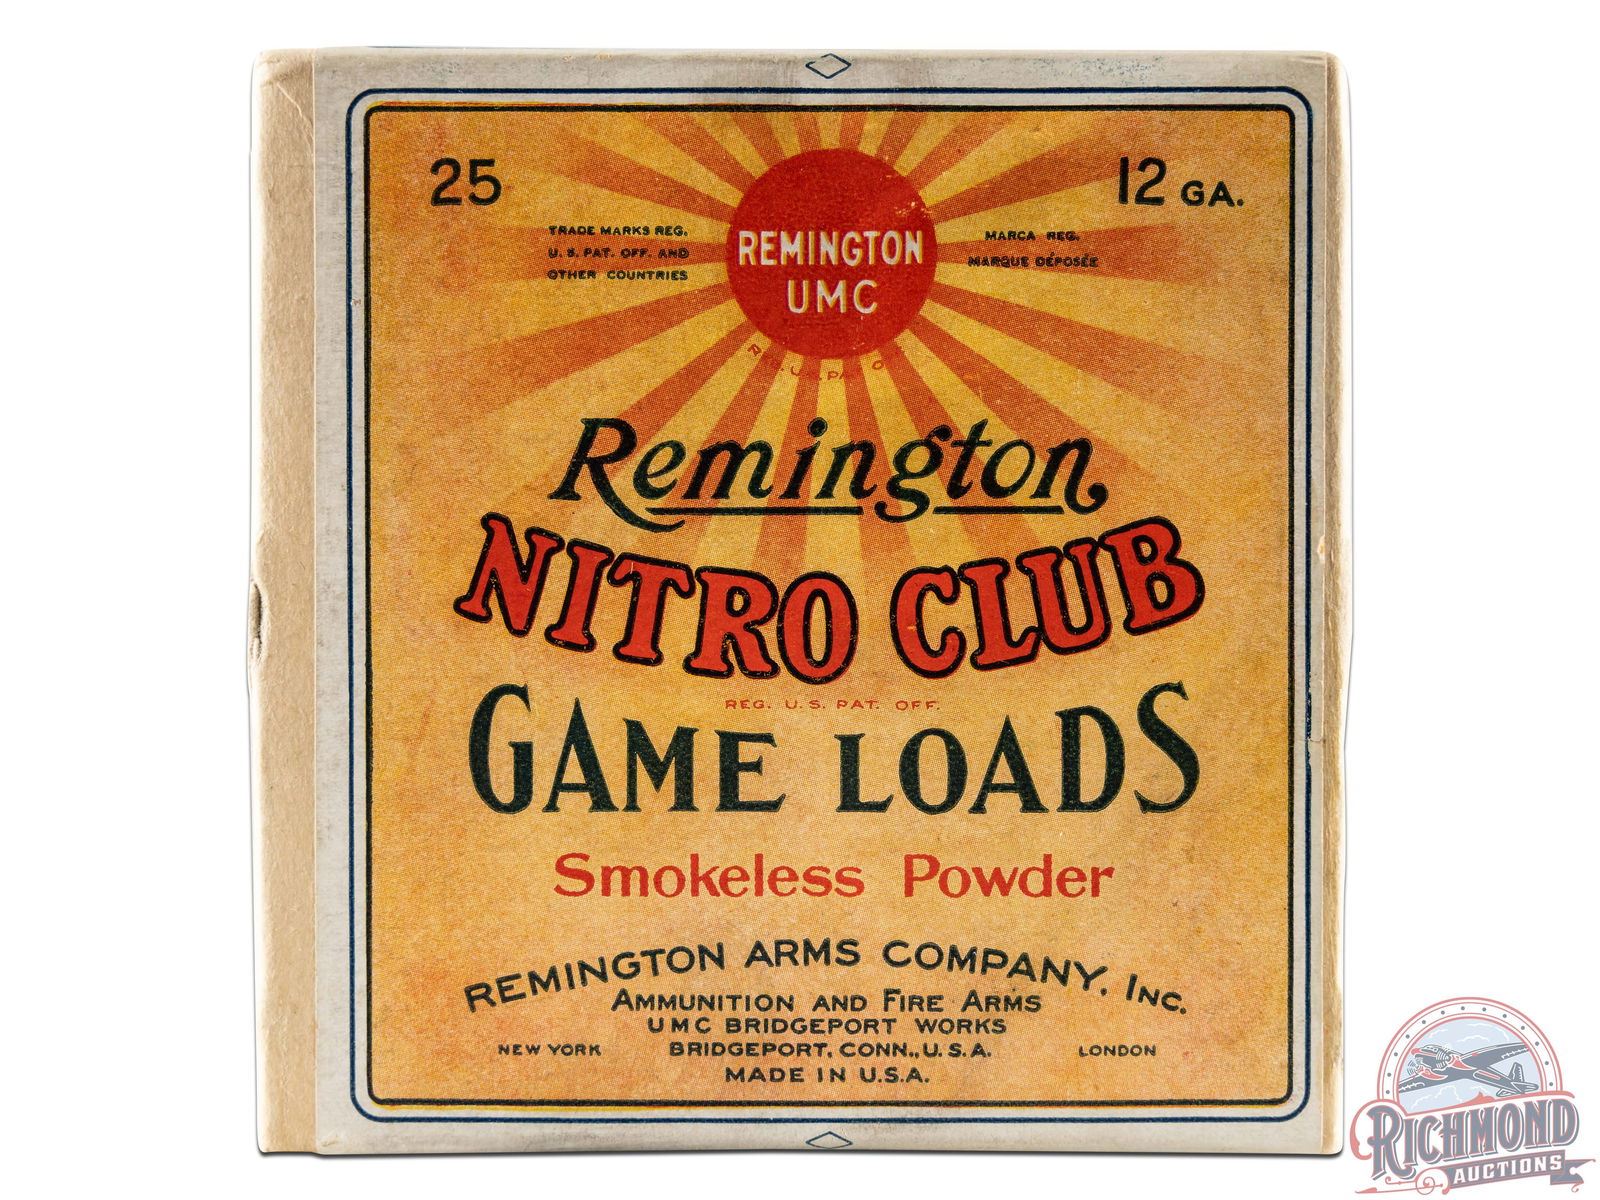 25
12 GA.
TRADE MARKS REG.
U. S. PAT. OFF. AND
OTHER COUNTRIES
REMINGTON
UMC
MARCA REG.
MARQUE DÉPOSÉE
REG. U.S. PAT. O
Remington
NITRO CLUB
REG. U.S. PAT. OFF.
GAME LOADS
Smokeless Powder
REMINGTON ARMS COMPANY, INC.
AMMUNITION AND FIRE ARMS
UMC BRIDGEPORT WORKS
NEW YORK BRIDGEPORT, CONN., U.S.A. LONDON
MADE IN U.S.A.
RICHMOND
AUCTIONS